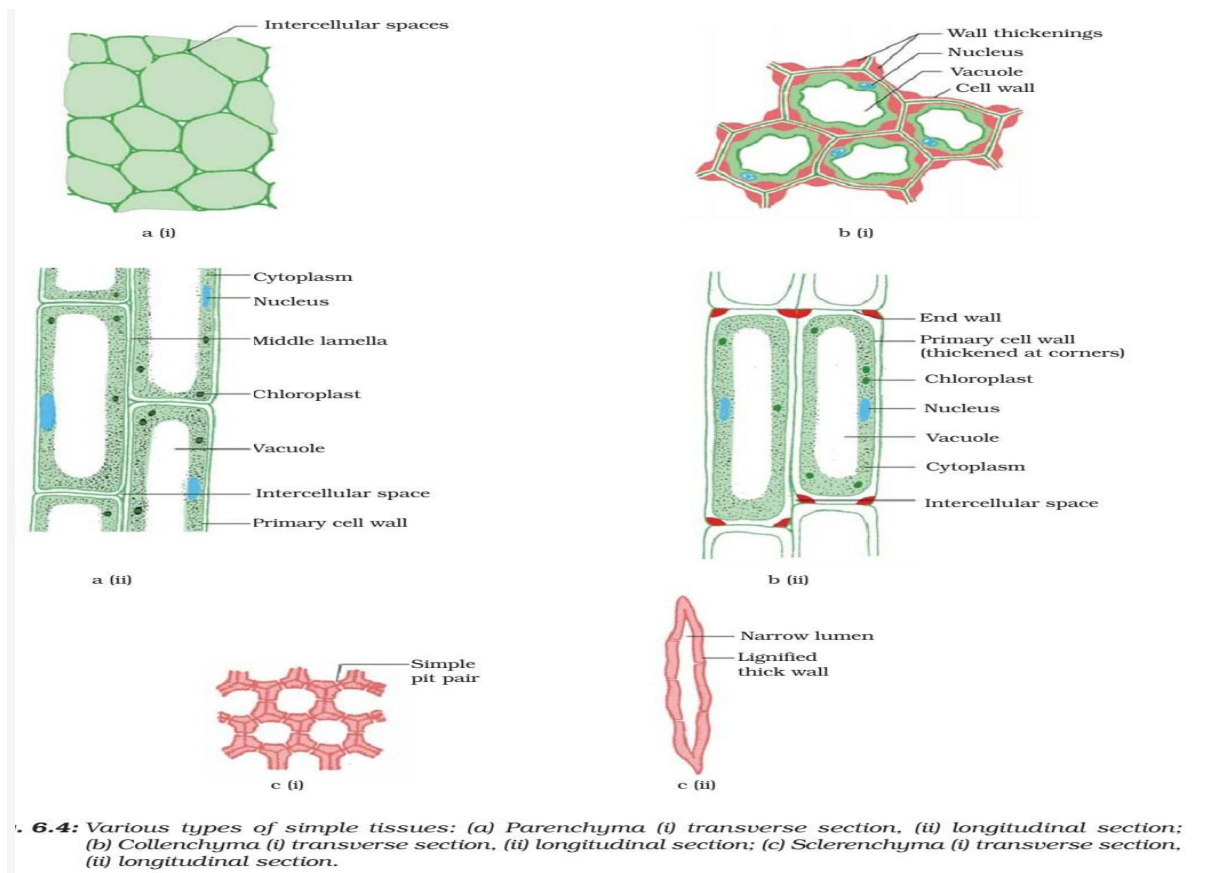 Intercellular spaces
a (i)
Wall thickenings
Nucleus
Vacuole
Cell wall
b (i)
Cytoplasm
Nucleus
Middle lamella
Chloroplast
Vacuole
Intercellular space
Primary cell wall
a (ii)
End wall
Primary cell wall
(thickened at corners)
Chloroplast
Nucleus
Vacuole
Cytoplasm
Intercellular space
b (ii)
Simple
pit pair
c (i)
Narrow lumen
Lignified
thick wall
c (ii)
. 6.4: Various types of simple tissues: (a) Parenchyma (i) transverse section, (ii) longitudinal section;
(b) Collenchyma (i) transverse section, (ii) longitudinal section; (c) Sclerenchyma (i) transverse section,
(ii) longitudinal section.